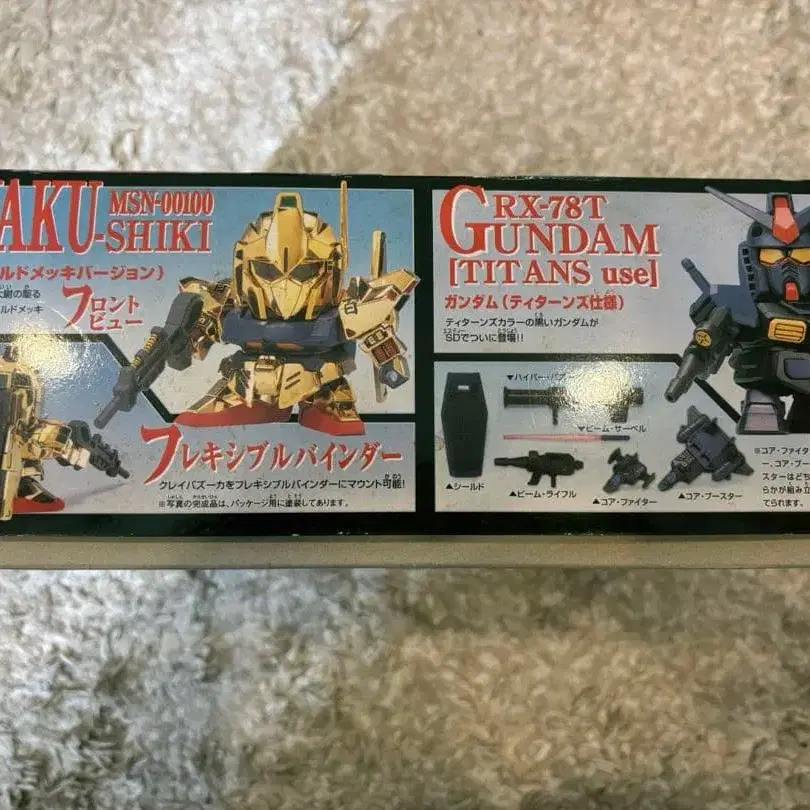 YAKU-SHIKI
MSN-00100
ルドメッキバージョン)
大尉の駆る
ルドメッキ
フロント
ビュー
フレキシブルバインダー
クレイバズーカをフレキシブルバインダーにマウント可能!
※写真の完成品は、パッケージ用に塗装してあります。
RX-78T
GUNDAM
[TITANS use]
ガンダム(ティターンズ仕様)
ティターンズカラーの黒いガンダムが
SDでついに登場!!
▼ハイパー・バズ
▼ビーム・サーベル
▲シールド
▲ビーム・ライフル
▲コア・ファイター
▲コア・ブースター
※コア・ファイタ
ー、コア・ブー
スターはどち
らかが組み立
てられます。